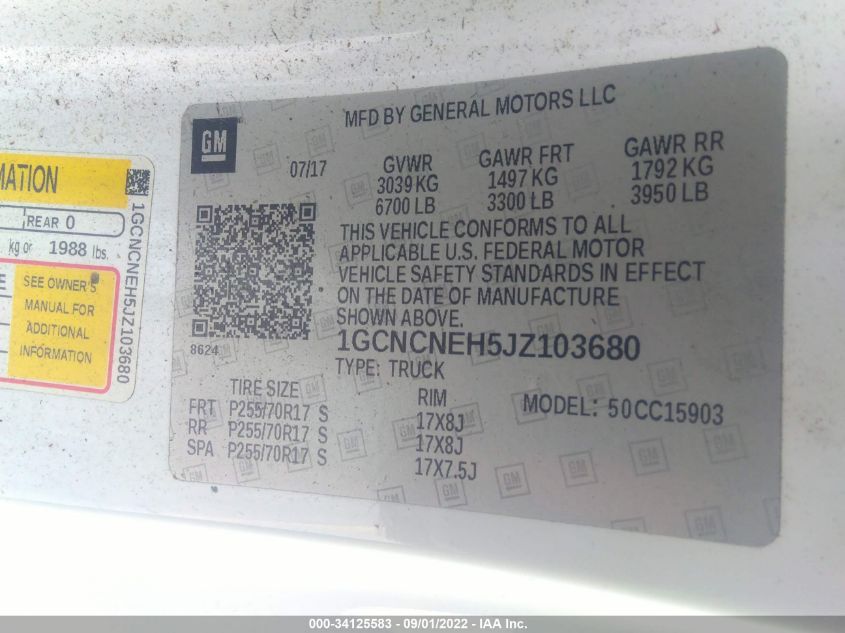 MATION
REAR 0
kg or 1988 lbs.
SEE OWNER'S
MANUAL FOR
ADDITIONAL
INFORMATION
1GCNCNEH5JZ103680
GM
MFD BY GENERAL MOTORS LLC
07/17
GVWR GAWR FRT GAWR RR
3039 KG 1497 KG 1792 KG
6700 LB 3300 LB 3950 LB
THIS VEHICLE CONFORMS TO ALL
APPLICABLE U.S. FEDERAL MOTOR
VEHICLE SAFETY STANDARDS IN EFFECT
ON THE DATE OF MANUFACTURE
SHOWN ABOVE.
8624
1GCNCNEH5JZ103680
TYPE: TRUCK
TIRE SIZE RIM MODEL: 50CC15903
FRT P255/70R17 S 17X8J
RR P255/70R17 S 17X8J
SPA P255/70R17 S 17X7.5J
000-34125583 - 09/01/2022 - IAA Inc.